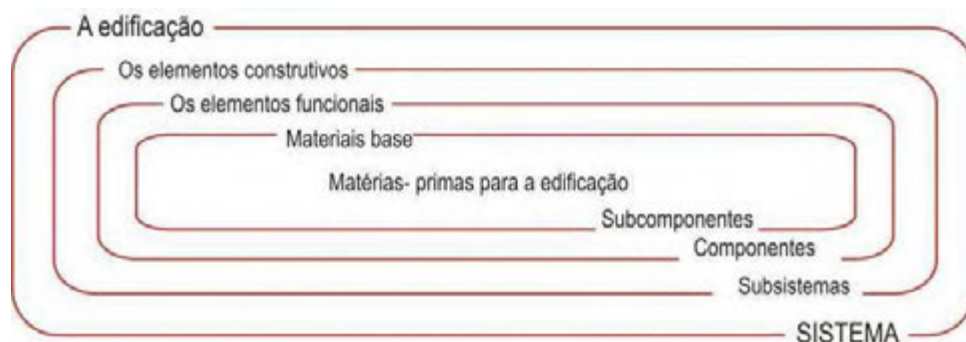 A edificação
Os elementos construtivos
Os elementos funcionais
Materiais base
Matérias- primas para a edificação
Subcomponentes
Componentes
Subsistemas
SISTEMA